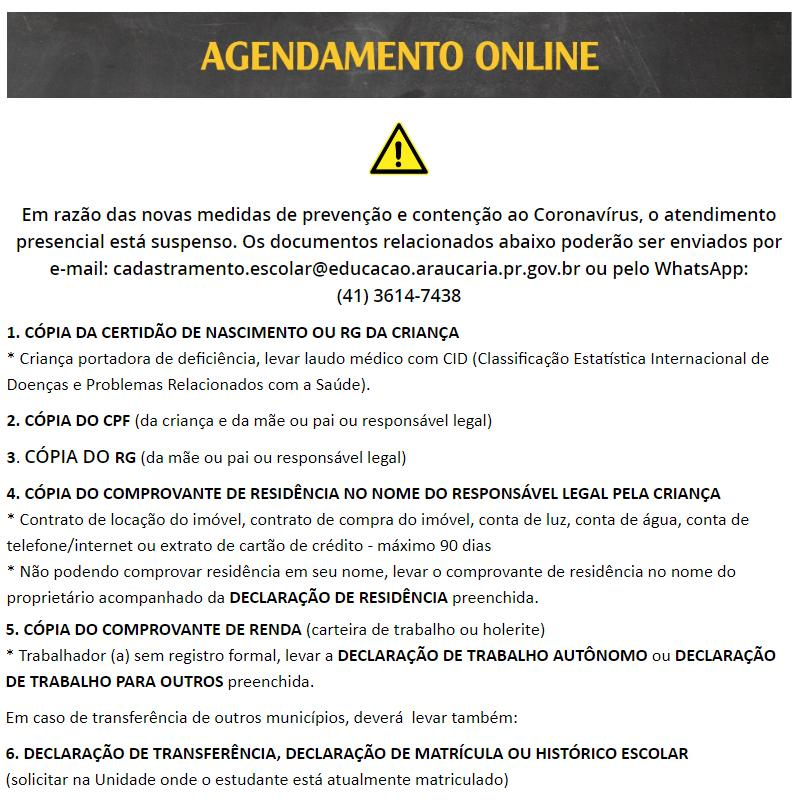 AGENDAMENTO ONLINE
Em razão das novas medidas de prevenção e contenção ao Coronavírus, o atendimento
presencial está suspenso. Os documentos relacionados abaixo poderão ser enviados por
e-mail: cadastramento.escolar@educacao.araucaria.pr.gov.br ou pelo WhatsApp:
(41) 3614-7438
1. CÓPIA DA CERTIDÃO DE NASCIMENTO OU RG DA CRIANÇA
* Criança portadora de deficiência, levar laudo médico com CID (Classificação Estatística Internacional de
Doenças e Problemas Relacionados com a Saúde).
2. CÓPIA DO CPF (da criança e da mãe ou pai ou responsável legal)
3. CÓPIA DO RG (da mãe ou pai ou responsável legal)
4. CÓPIA DO COMPROVANTE DE RESIDÊNCIA NO NOME DO RESPONSÁVEL LEGAL PELA CRIANÇA
* Contrato de locação do imóvel, contrato de compra do imóvel, conta de luz, conta de água, conta de
telefone/internet ou extrato de cartão de crédito - máximo 90 dias
* Não podendo comprovar residência em seu nome, levar o comprovante de residência no nome do
proprietário acompanhado da DECLARAÇÃO DE RESIDÊNCIA preenchida.
5. CÓPIA DO COMPROVANTE DE RENDA (carteira de trabalho ou holerite)
* Trabalhador (a) sem registro formal, levar a DECLARAÇÃO DE TRABALHO AUTÔNOMO ou DECLARAÇÃO
DE TRABALHO PARA OUTROS preenchida.
Em caso de transferência de outros municípios, deverá levar também:
6. DECLARAÇÃO DE TRANSFERÊNCIA, DECLARAÇÃO DE MATRÍCULA OU HISTÓRICO ESCOLAR
(solicitar na Unidade onde o estudante está atualmente matriculado)